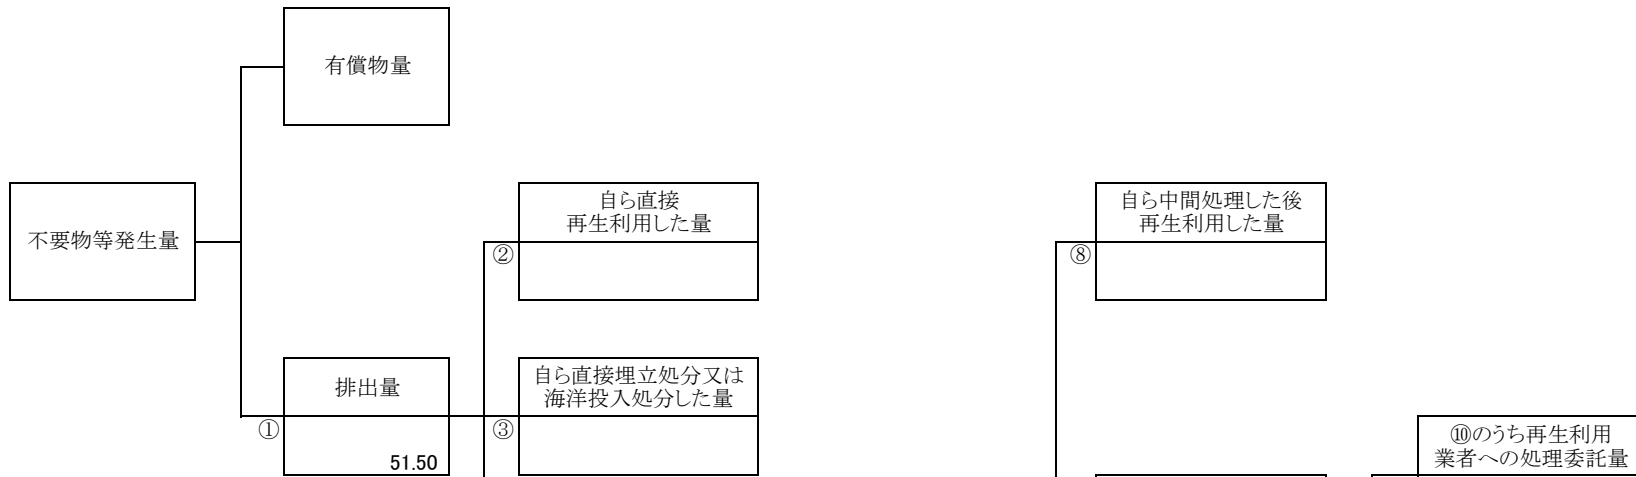 有償物量
不要物等発生量
自ら直接
再生利用した量
②
自ら中間処理した後
再生利用した量
⑧
排出量
①
51.50
自ら直接埋立処分又は
海洋投入処分した量
③
⑩のうち再生利用
業者への処理委託量